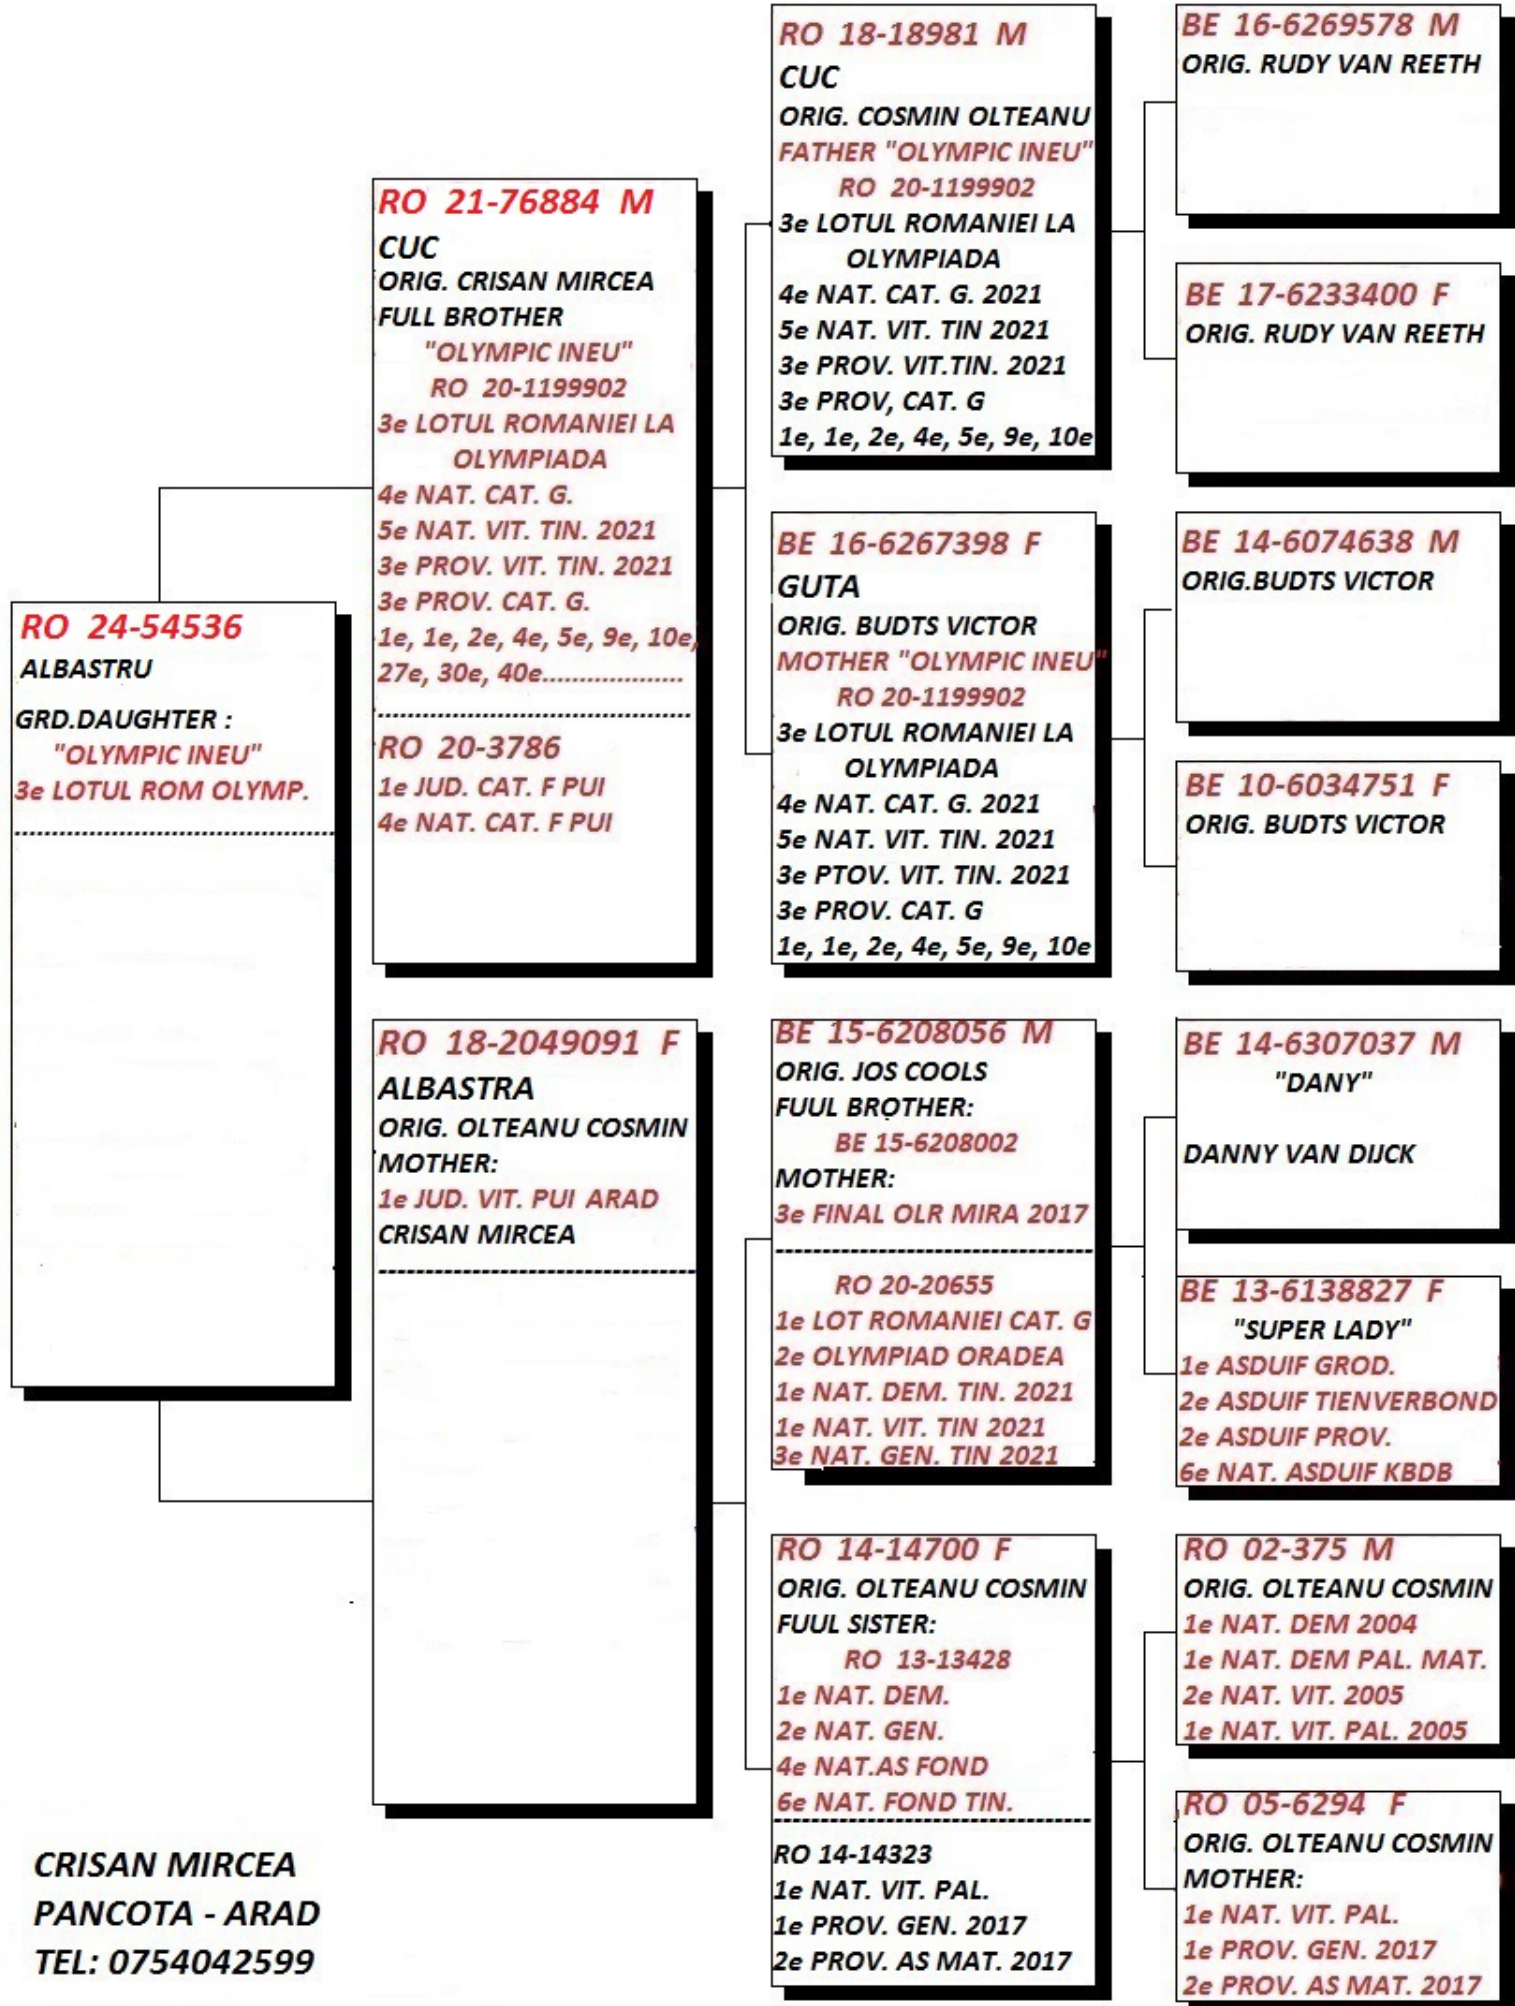 RO 24-54536
ALBASTRU
GRD.DAUGHTER :
"OLYMPIC INEU"
3e LOTUL ROM OLYMP.
CRISAN MIRCEA
PANCOTA - ARAD
TEL: 0754042599
RO 21-76884 M
CUC
ORIG. CRISAN MIRCEA
FULL BROTHER
"OLYMPIC INEU"
RO 20-1199902
3e LOTUL ROMANIEI LA
OLYMPIADA
4e NAT. CAT. G.
5e NAT. VIT. TIN. 2021
3e PROV. VIT. TIN. 2021
3e PROV. CAT. G.
1e, 1e, 2e, 4e, 5e, 9e, 10e,
27e, 30e, 40e...................
RO 20-3786
1e JUD. CAT. F PUI
4e NAT. CAT. F PUI
RO 18-2049091 F
ALBASTRA
ORIG. OLTEANU COSMIN
MOTHER:
1e JUD. VIT. PUI ARAD
CRISAN MIRCEA
RO 18-18981 M
CUC
ORIG. COSMIN OLTEANU
FATHER "OLYMPIC INEU"
RO 20-1199902
3e LOTUL ROMANIEI LA
OLYMPIADA
4e NAT. CAT. G. 2021
5e NAT. VIT. TIN 2021
3e PROV. VIT.TIN. 2021
3e PROV, CAT. G
1e, 1e, 2e, 4e, 5e, 9e, 10e
BE 16-6267398 F
GUTA
ORIG. BUDTS VICTOR
MOTHER "OLYMPIC INEU"
RO 20-1199902
3e LOTUL ROMANIEI LA
OLYMPIADA
4e NAT. CAT. G. 2021
5e NAT. VIT. TIN. 2021
3e PTOV. VIT. TIN. 2021
3e PROV. CAT. G
1e, 1e, 2e, 4e, 5e, 9e, 10e
BE 15-6208056 M
ORIG. JOS COOLS
FUUL BROTHER:
BE 15-6208002
MOTHER:
3e FINAL OLR MIRA 2017
RO 20-20655
1e LOT ROMANIEI CAT. G
2e OLYMPIAD ORADEA
1e NAT. DEM. TIN. 2021
1e NAT. VIT. TIN 2021
3e NAT. GEN. TIN 2021
RO 14-14700 F
ORIG. OLTEANU COSMIN
FUUL SISTER:
RO 13-13428
1e NAT. DEM.
2e NAT. GEN.
4e NAT.AS FOND
6e NAT. FOND TIN.
RO 14-14323
1e NAT. VIT. PAL.
1e PROV. GEN. 2017
2e PROV. AS MAT. 2017
BE 16-6269578 M
ORIG. RUDY VAN REETH
BE 17-6233400 F
ORIG. RUDY VAN REETH
BE 14-6074638 M
ORIG.BUDTS VICTOR
BE 10-6034751 F
ORIG. BUDTS VICTOR
BE 14-6307037 M
"DANY"
DANNY VAN DIJCK
BE 13-6138827 F
"SUPER LADY"
1e ASDUIF GROD.
2e ASDUIF TIENVERBOND
2e ASDUIF PROV.
6e NAT. ASDUIF KBDB
RO 02-375 M
ORIG. OLTEANU COSMIN
1e NAT. DEM 2004
1e NAT. DEM PAL. MAT.
2e NAT. VIT. 2005
1e NAT. VIT. PAL. 2005
RO 05-6294 F
ORIG. OLTEANU COSMIN
MOTHER:
1e NAT. VIT. PAL.
1e PROV. GEN. 2017
2e PROV. AS MAT. 2017